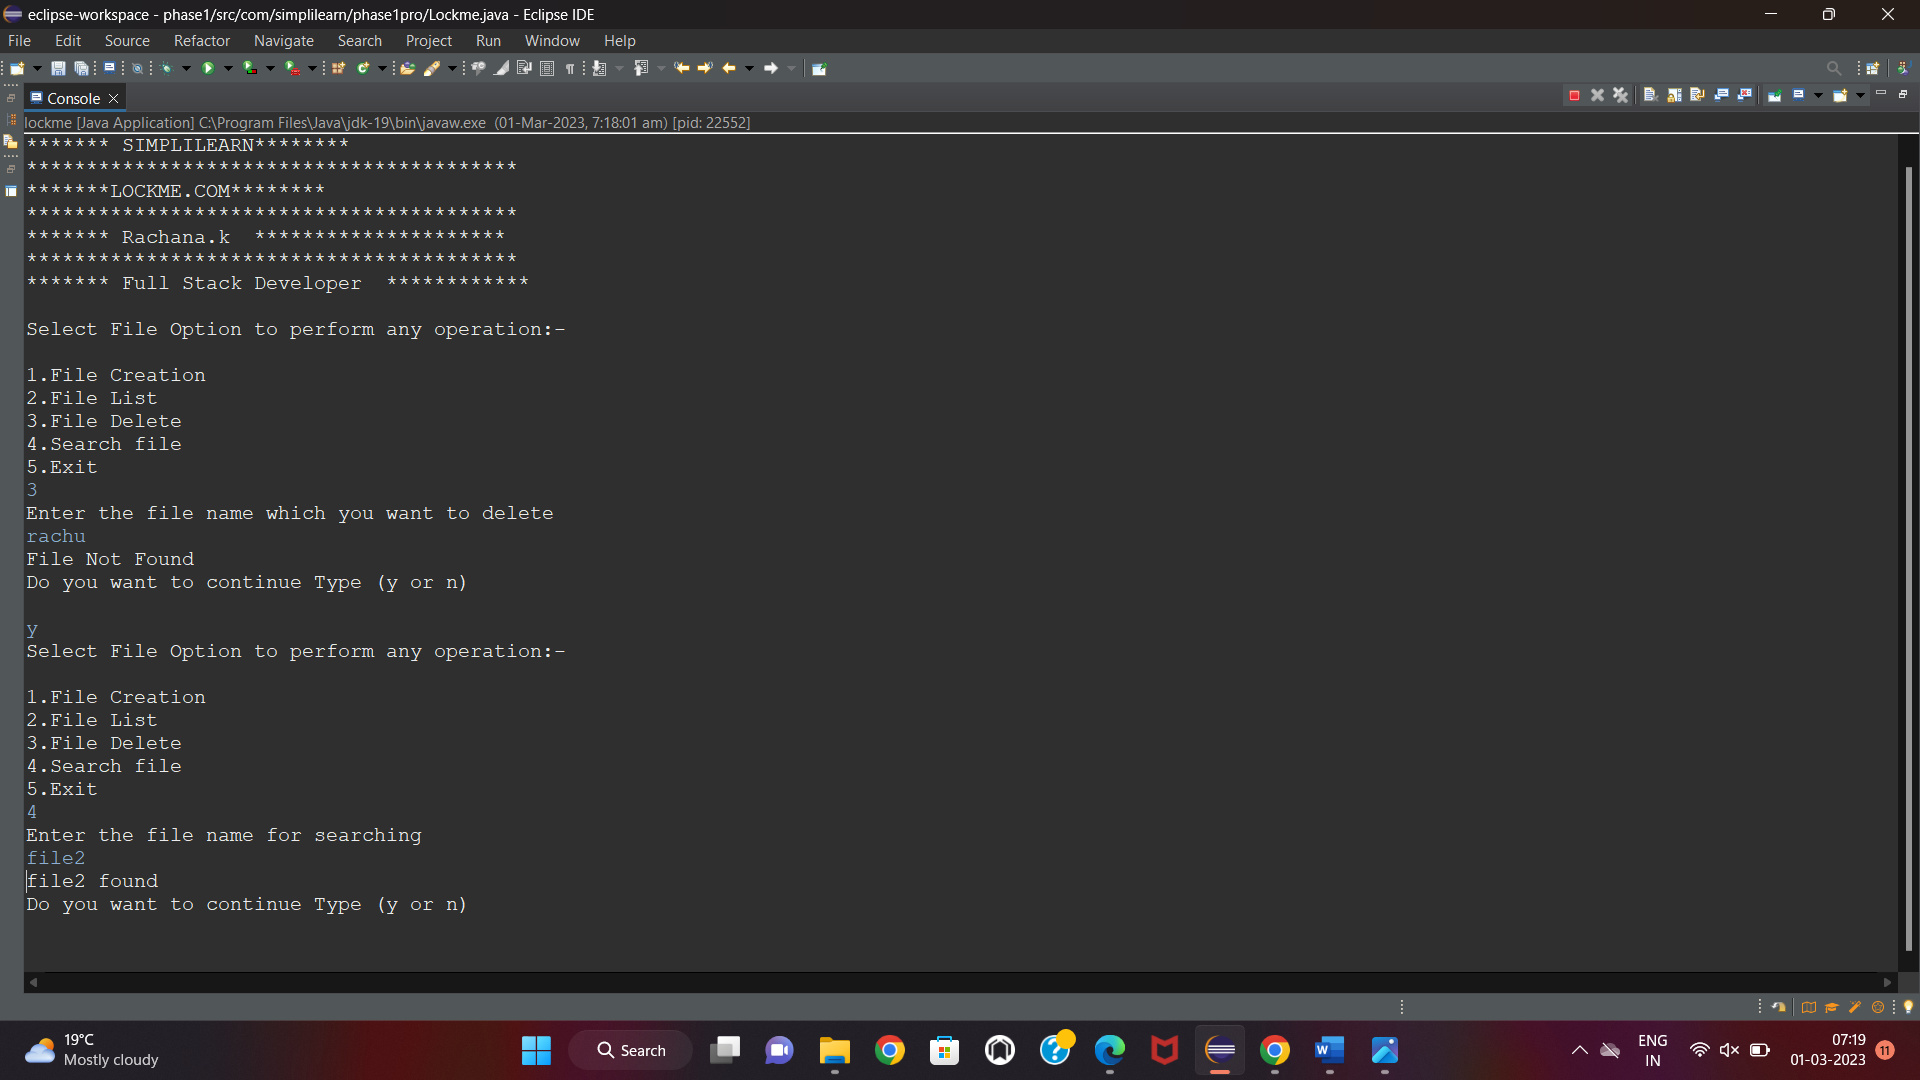 eclipse-workspace - phase1/src/com/simplilearn/phase1pro/Lockme.java - Eclipse IDE
File Edit Source Refactor Navigate Search Project Run Window Help
Console
lockme [Java Application] C:\Program Files\Java\jdk-19\bin\javaw.exe (01-Mar-2023, 7:18:01 am) [pid: 22552]
******* SIMPLILEARN********
*****************************************
*******LOCKME.COM********
*****************************************
******* Rachana.k  *********************
*****************************************
******* Full Stack Developer  ************
Select File Option to perform any operation:-
1.File Creation
2.File List
3.File Delete
4.Search file
5.Exit
3
Enter the file name which you want to delete
rachu
File Not Found
Do you want to continue Type (y or n)
y
Select File Option to perform any operation:-
1.File Creation
2.File List
3.File Delete
4.Search file
5.Exit
4
Enter the file name for searching
file2
file2 found
Do you want to continue Type (y or n)
19°C
Mostly cloudy
Search
ENG
IN
07:19
01-03-2023
11